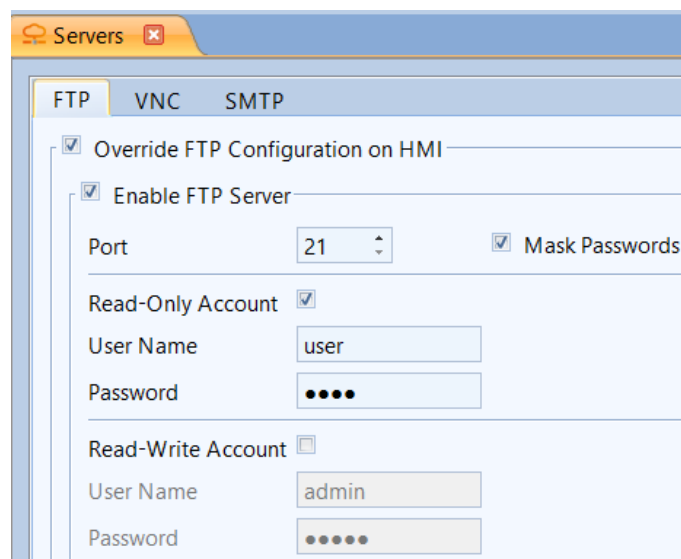 Servers
FTP VNC SMTP
Override FTP Configuration on HMI
Enable FTP Server
Port 21 Mask Passwords
Read-Only Account
User Name user
Password ●●●●
Read-Write Account
User Name admin
Password ●●●●●